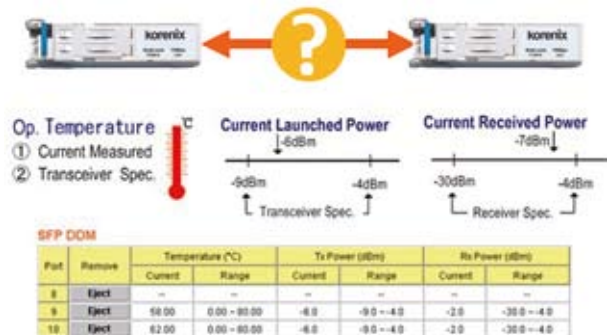 korenix
?
korenix
Op. Temperature
℃
① Current Measured
② Transceiver Spec.
Current Launched Power
-6dBm
-9dBm
-4dBm
Transceiver Spec.
Current Received Power
-7dBm
-30dBm
-4dBm
Receiver Spec.
SFP DDM
Port Remove Temperature (°C) Tx Power (dBm) Rx Power (dBm)
Current Range Current Range Current Range
8 Eject -- -- -- -- -- --
9 Eject 58.00 0.00 ~ 80.00 -6.0 -9.0 ~ -4.0 -2.0 -30.0 ~ -4.0
10 Eject 62.00 0.00 ~ 80.00 -6.0 -9.0 ~ -4.0 -2.0 -30.0 ~ -4.0